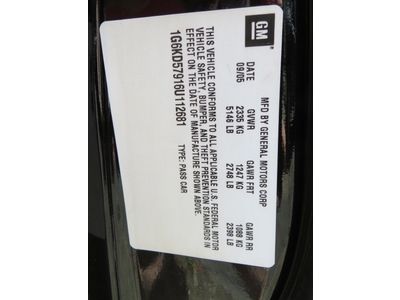 GM
MFD BY GENERAL MOTORS CORP
DATE GVWR GAWR FRT GAWR RR
09/05 2335 KG 1247 KG 1088 KG
5146 LB 2748 LB 2398 LB
THIS VEHICLE CONFORMS TO ALL APPLICABLE U.S. FEDERAL MOTOR
VEHICLE SAFETY, BUMPER, AND THEFT PREVENTION STANDARDS IN
EFFECT ON THE DATE OF MANUFACTURE SHOWN ABOVE.
1G6KD57916U112681 TYPE: PASS CAR